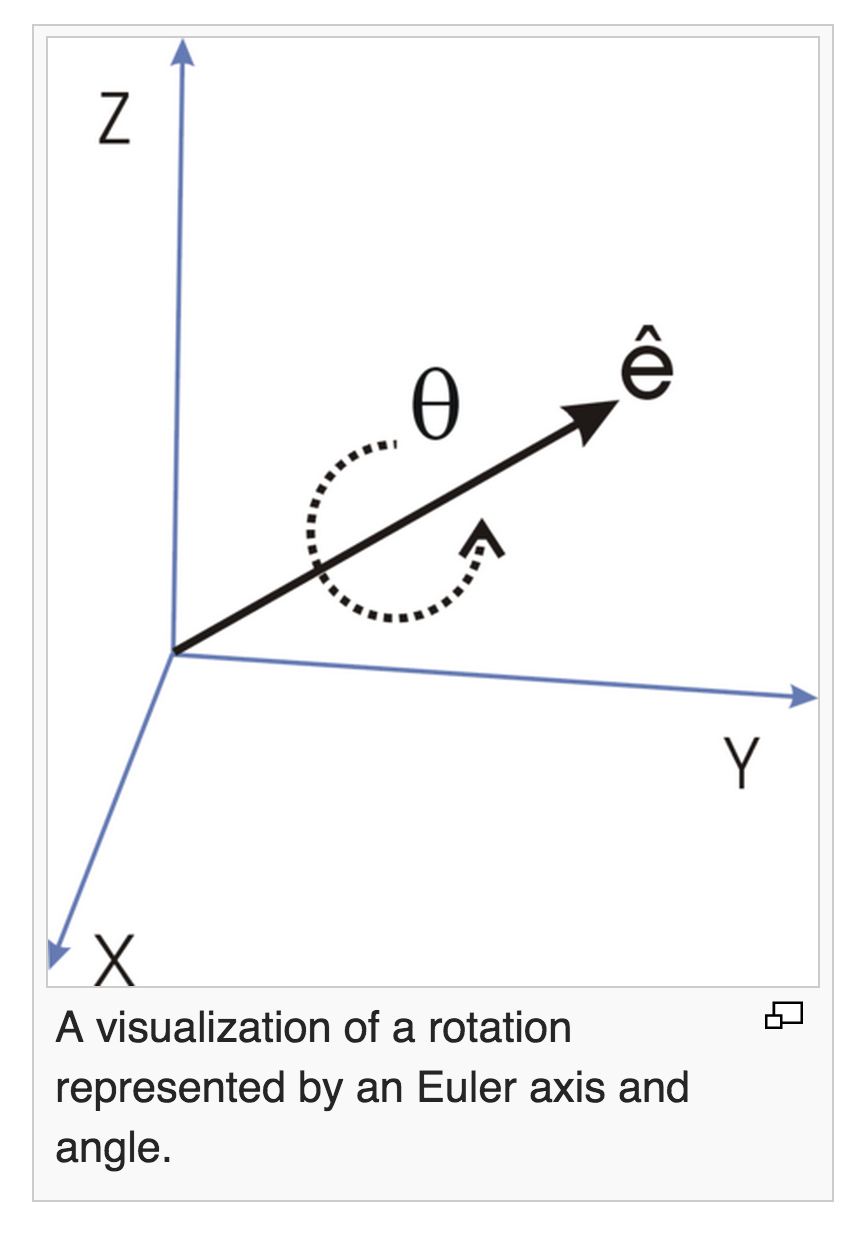 Z
θ
ê
Y
X
A visualization of a rotation
represented by an Euler axis and
angle.